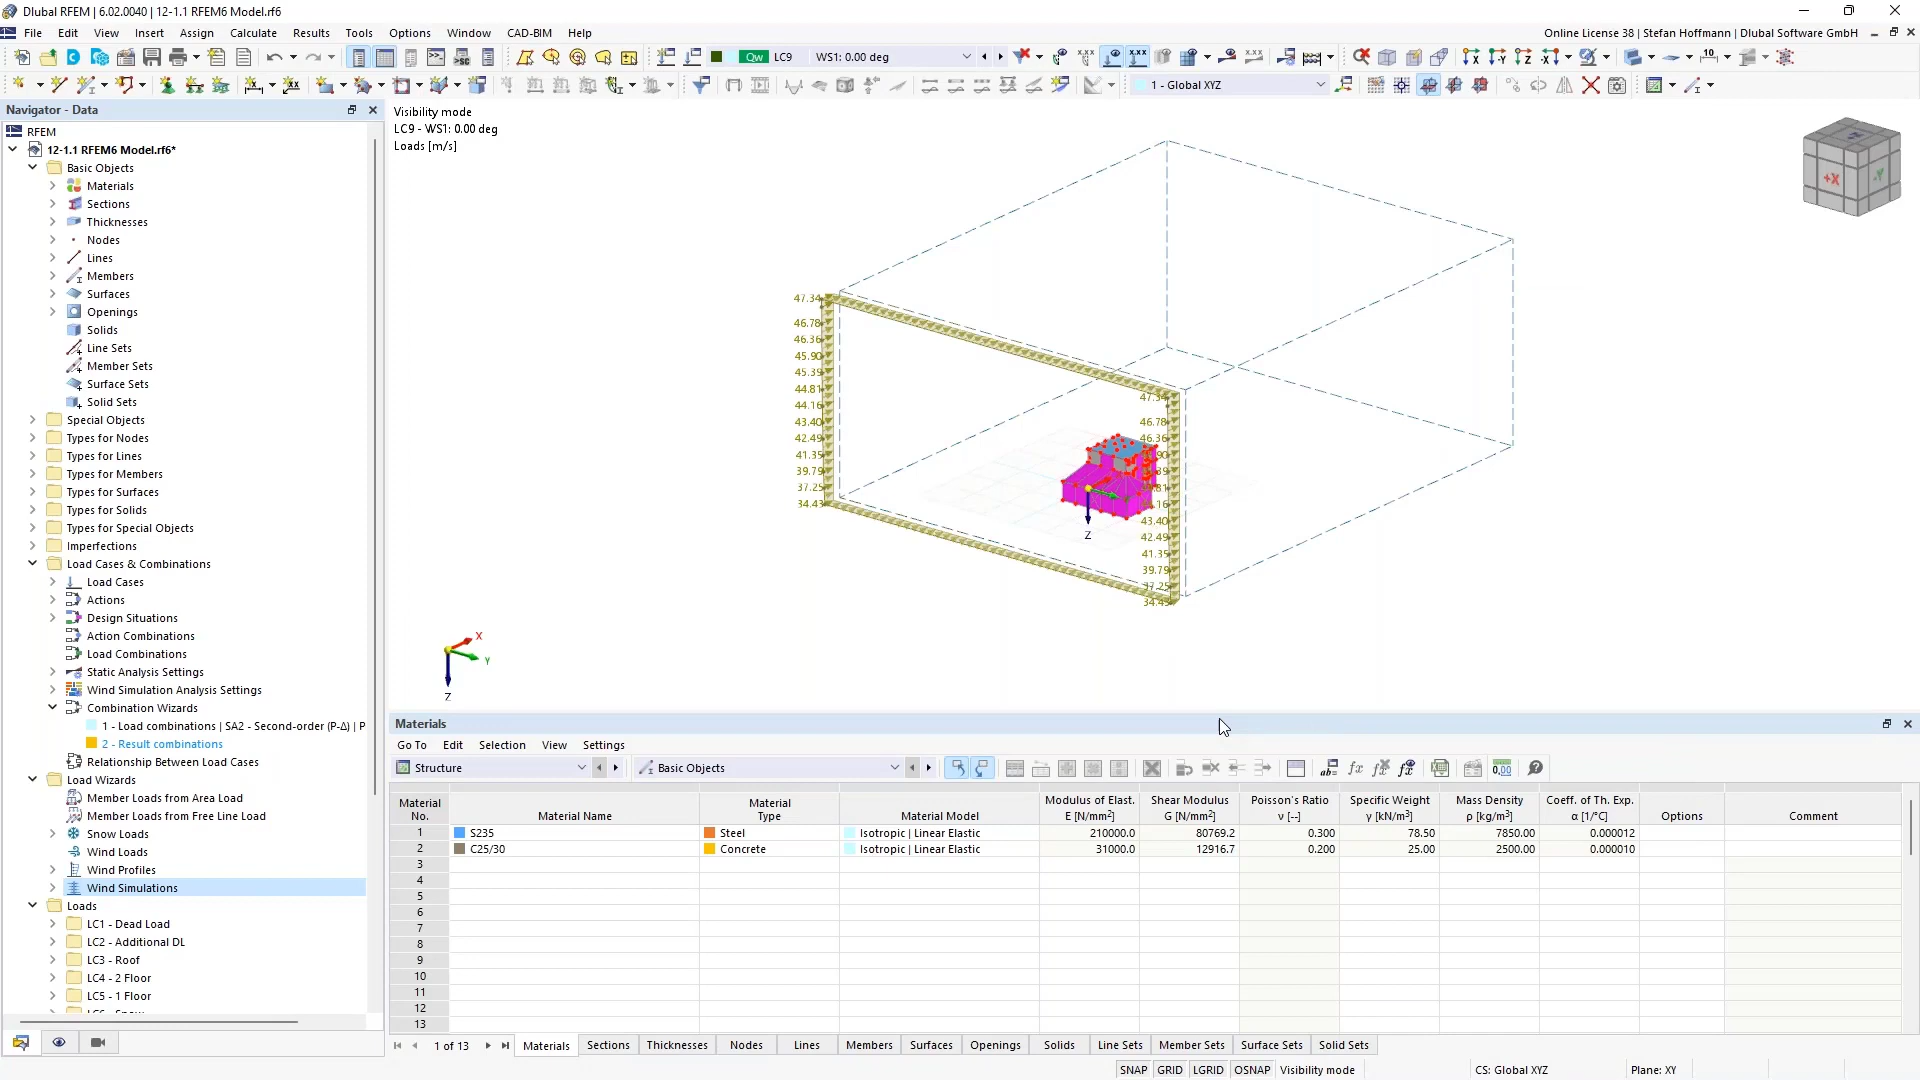 Dlubal RFEM | 6.02.0040 | 12-1.1 RFEM6 Model.rf6*
File Edit View Insert Assign Calculate Results Tools Options Window CAD-BIM Help
Online License 38 | Stefan Hoffmann | Dlubal Software GmbH
Qw LC9 WS1: 0.00 deg
1 - Global XYZ
Navigator - Data
RFEM
12-1.1 RFEM6 Model.rf6*
Basic Objects
Materials
Sections
Thicknesses
Nodes
Lines
Members
Surfaces
Openings
Solids
Line Sets
Member Sets
Surface Sets
Solid Sets
Special Objects
Types for Nodes
Types for Lines
Types for Members
Types for Surfaces
Types for Solids
Types for Special Objects
Imperfections
Load Cases & Combinations
Load Cases
Actions
Design Situations
Action Combinations
Load Combinations
Static Analysis Settings
Wind Simulation Analysis Settings
Combination Wizards
1 - Load combinations | SA2 - Second-order (P-Δ) | P
2 - Result combinations
Relationship Between Load Cases
Load Wizards
Member Loads from Area Load
Member Loads from Free Line Load
Snow Loads
Wind Loads
Wind Profiles
Wind Simulations
Loads
LC1 - Dead Load
LC2 - Additional DL
LC3 - Roof
LC4 - 2 Floor
LC5 - 1 Floor
Visibility mode
LC9 - WS1: 0.00 deg
Loads [m/s]
47.34
46.78
46.36
45.90
45.39
44.81
44.16
43.40
42.49
41.35
39.79
37.25
34.43
47.34
46.78
46.36
43.40
42.49
41.35
39.79
37.25
34.43
Z
X
Y
Z
+X
-Y
Materials
Go To Edit Selection View Settings
Structure Basic Objects
Material No. Material Name Material Type Material Model Modulus of Elast. E [N/mm²] Shear Modulus G [N/mm²] Poisson's Ratio ν [--] Specific Weight γ [kN/m³] Mass Density ρ [kg/m³] Coeff. of Th. Exp. α [1/°C] Options Comment
1 S235 Steel Isotropic | Linear Elastic 210000.0 80769.2 0.300 78.50 7850.00 0.000012
2 C25/30 Concrete Isotropic | Linear Elastic 31000.0 12916.7 0.200 25.00 2500.00 0.000010
3
4
5
6
7
8
9
10
11
12
13
1 of 13 Materials Sections Thicknesses Nodes Lines Members Surfaces Openings Solids Line Sets Member Sets Surface Sets Solid Sets
SNAP GRID LGRID OSNAP Visibility mode CS: Global XYZ Plane: XY